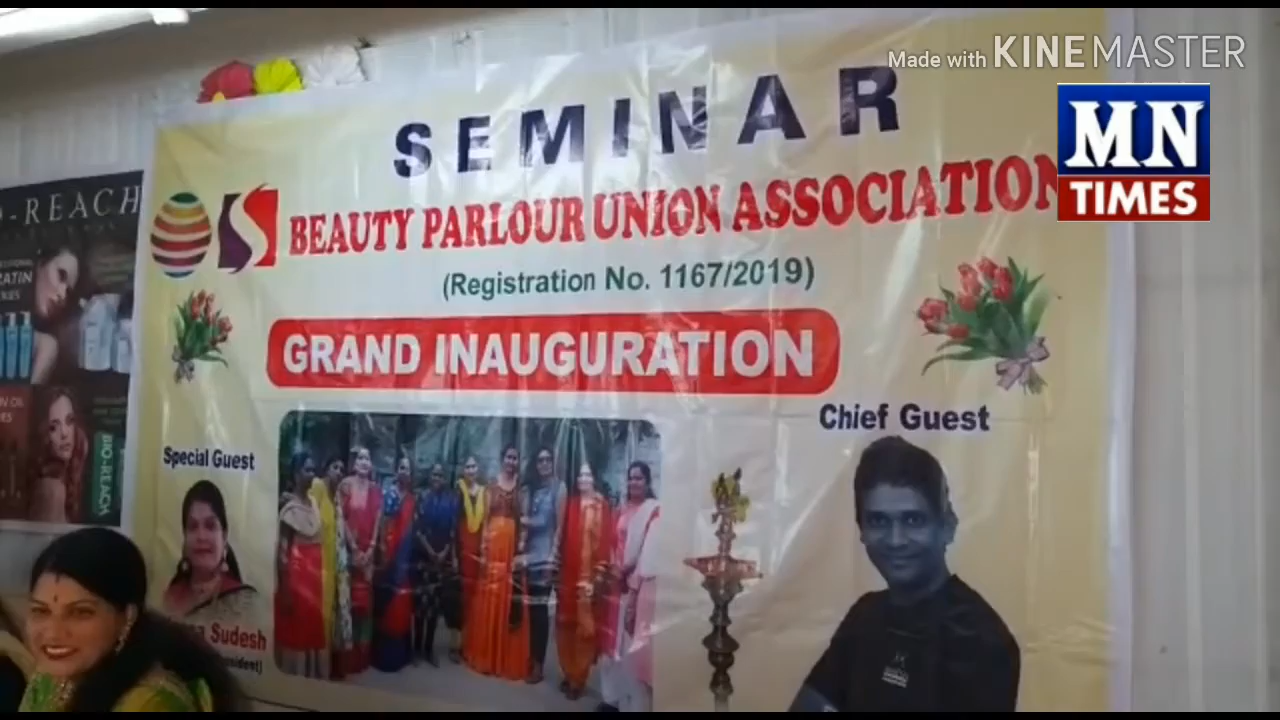 Made with KINEMASTER
MN
TIMES
SEMINAR
BEAUTY PARLOUR UNION ASSOCIATION
(Registration No. 1167/2019)
GRAND INAUGURATION
Chief Guest
Special Guest
Sudesh
-REACH
BIO-REACH